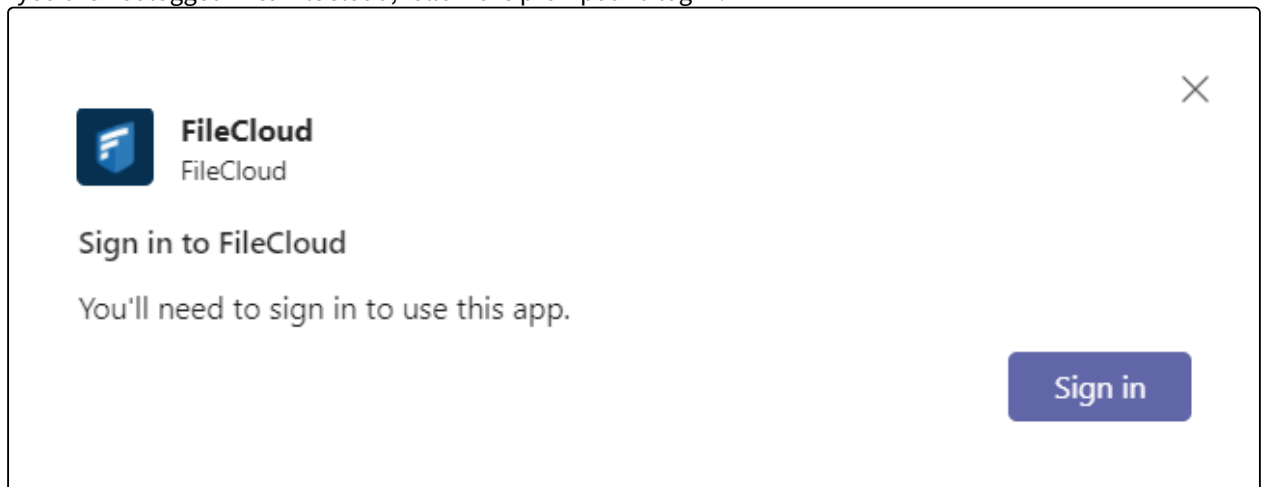 FileCloud
FileCloud
Sign in to FileCloud
You'll need to sign in to use this app.
Sign in